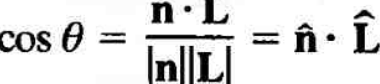 cos θ = n · L / |n||L| = n̂ · L̂